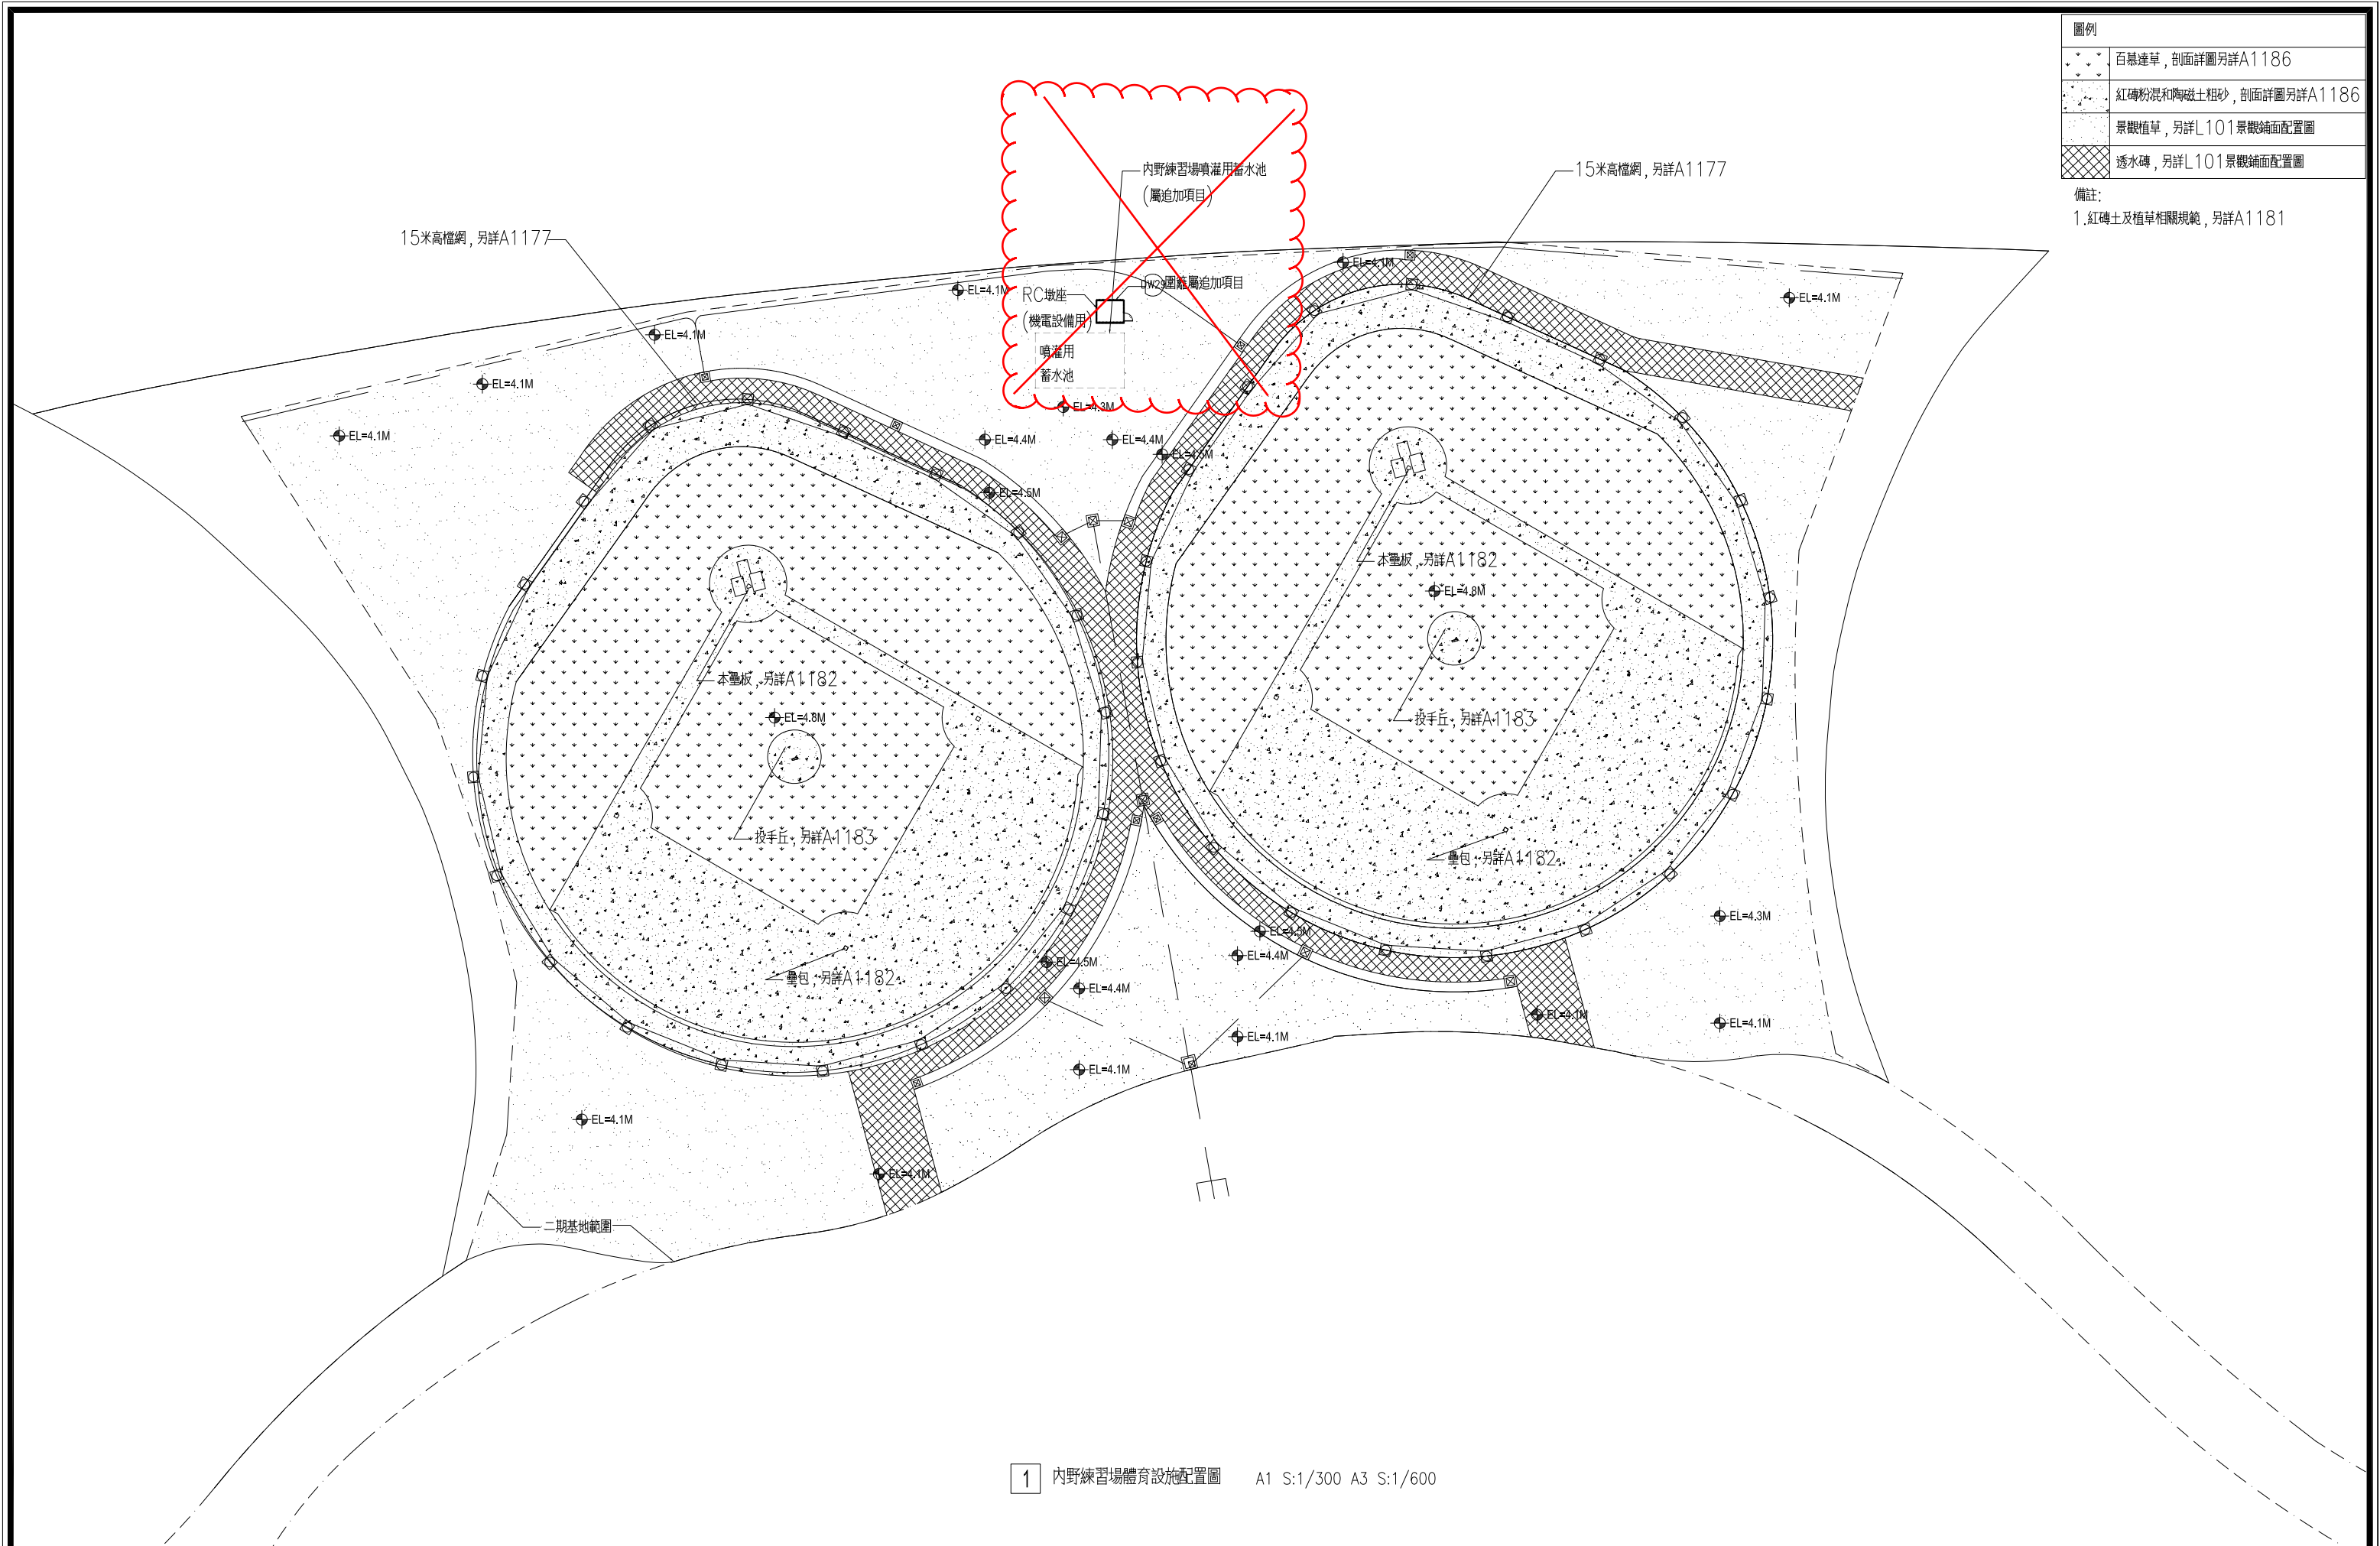 圖例
百慕達草，剖面詳圖另詳A1186
紅磚粉混和陶磁土粗砂，剖面詳圖另詳A1186
景觀植草，另詳L101景觀鋪面配置圖
透水磚，另詳L101景觀鋪面配置圖
備註:
1.紅磚土及植草相關規範，另詳A1181
內野練習場噴灌用蓄水池
(屬追加項目)
15米高檔網，另詳A1177
15米高檔網，另詳A1177
EL=4.1M
DW29圍籬屬追加項目
EL=4.1M
RC墩座
(機電設備用)
EL=4.1M
EL=4.1M
噴灌用
蓄水池
EL=4.1M
EL=4.3M
EL=4.1M
EL=4.4M
EL=4.4M
EL=4.5M
EL=4.5M
本壘板，另詳A1182
EL=4.8M
本壘板，另詳A1182
EL=4.8M
投手丘，另詳A1183
投手丘，另詳A1183
壘包，另詳A1182
EL=4.3M
EL=4.5M
EL=4.4M
EL=4.5M
壘包，另詳A1182
EL=4.4M
EL=4.1M
EL=4.1M
EL=4.1M
EL=4.1M
EL=4.1M
EL=4.1M
二期基地範圍
1 內野練習場體育設施配置圖 A1 S:1/300 A3 S:1/600